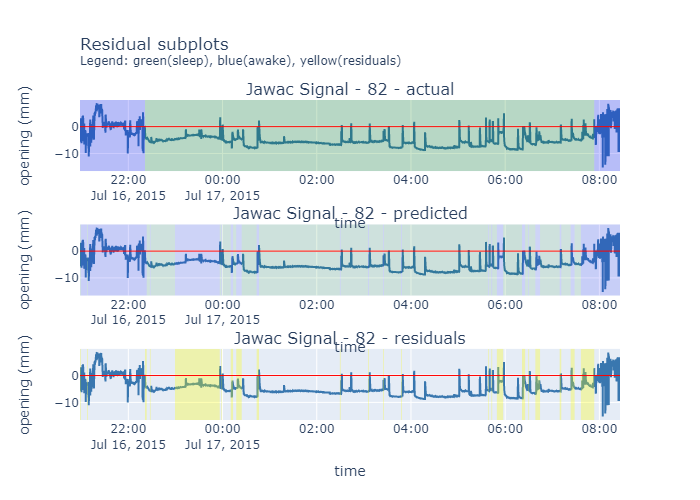 Residual subplots
Legend: green(sleep), blue(awake), yellow(residuals)
Jawac Signal - 82 - actual
opening (mm)
0
−10
22:00 00:00 02:00 04:00 06:00 08:00
Jul 16, 2015 Jul 17, 2015
time
Jawac Signal - 82 - predicted
opening (mm)
0
−10
22:00 00:00 02:00 04:00 06:00 08:00
Jul 16, 2015 Jul 17, 2015
time
Jawac Signal - 82 - residuals
opening (mm)
0
−10
22:00 00:00 02:00 04:00 06:00 08:00
Jul 16, 2015 Jul 17, 2015
time